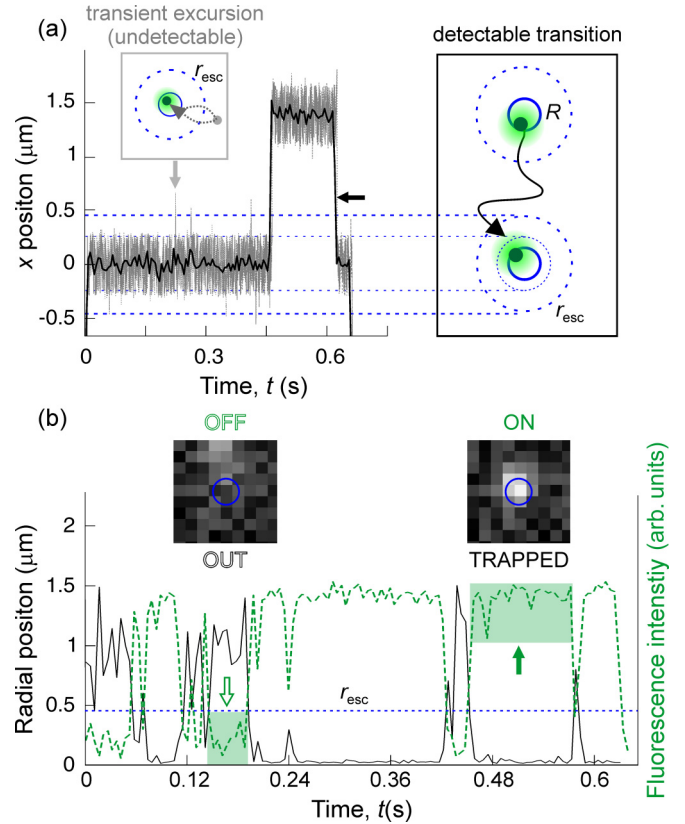 (a)
transient excursion
(undetectable)
detectable transition
r_esc
R
x positon (μm)
1.5
1
0.5
0
-0.5
r_esc
0
0.3
0.6
Time, t (s)
(b)
OFF
ON
OUT
TRAPPED
Radial positon (μm)
Fluorescence intenstiy (arb. units)
2
1.5
1
0.5
0
r_esc
0
0.12
0.24
0.36
0.48
0.6
Time, t(s)